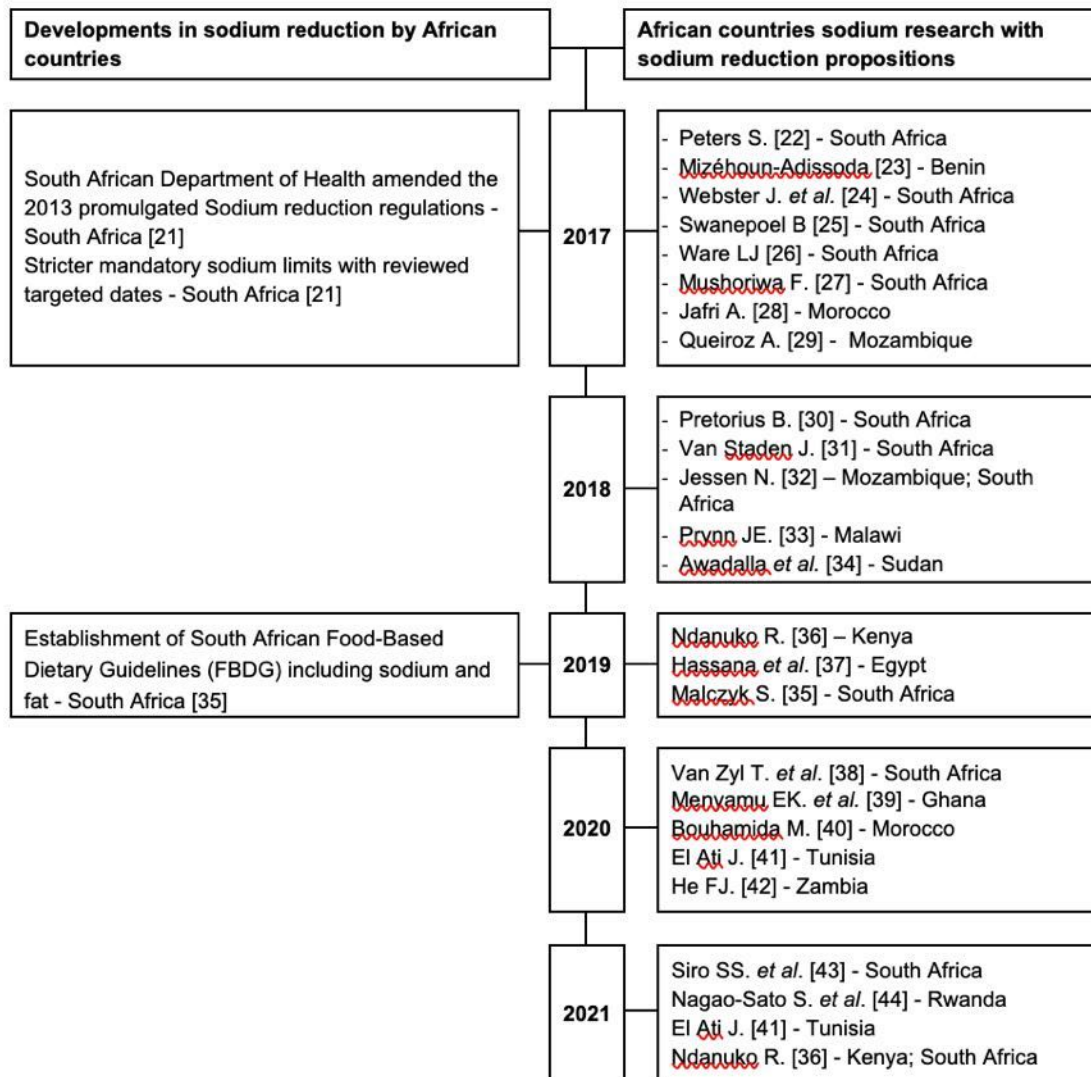 Developments in sodium reduction by African
countries
African countries sodium research with
sodium reduction propositions
South African Department of Health amended the
2013 promulgated Sodium reduction regulations -
South Africa [21]
Stricter mandatory sodium limits with reviewed
targeted dates - South Africa [21]
2017
- Peters S. [22] - South Africa
- Mizéhoun-Adissoda [23] - Benin
- Webster J. et al. [24] - South Africa
- Swanepoel B [25] - South Africa
- Ware LJ [26] - South Africa
- Mushoriwa F. [27] - South Africa
- Jafri A. [28] - Morocco
- Queiroz A. [29] - Mozambique
2018
- Pretorius B. [30] - South Africa
- Van Staden J. [31] - South Africa
- Jessen N. [32] – Mozambique; South
Africa
- Prynn JE. [33] - Malawi
- Awadalla et al. [34] - Sudan
Establishment of South African Food-Based
Dietary Guidelines (FBDG) including sodium and
fat - South Africa [35]
2019
Ndanuko R. [36] – Kenya
Hassana et al. [37] - Egypt
Malczyk S. [35] - South Africa
2020
Van Zyl T. et al. [38] - South Africa
Menyamu EK. et al. [39] - Ghana
Bouhamida M. [40] - Morocco
El Ati J. [41] - Tunisia
He FJ. [42] - Zambia
2021
Siro SS. et al. [43] - South Africa
Nagao-Sato S. et al. [44] - Rwanda
El Ati J. [41] - Tunisia
Ndanuko R. [36] - Kenya; South Africa